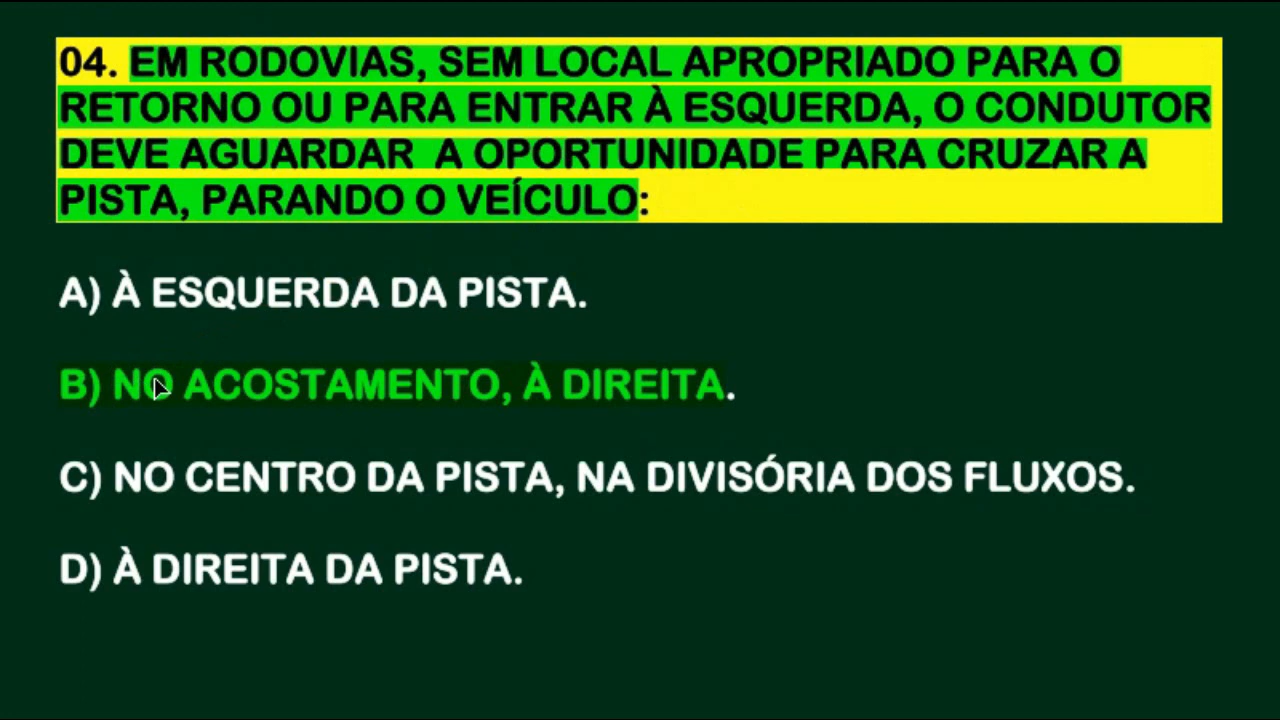 04. EM RODOVIAS, SEM LOCAL APROPRIADO PARA O
RETORNO OU PARA ENTRAR À ESQUERDA, O CONDUTOR
DEVE AGUARDAR A OPORTUNIDADE PARA CRUZAR A
PISTA, PARANDO O VEÍCULO:
A) À ESQUERDA DA PISTA.
B) NO ACOSTAMENTO, À DIREITA.
C) NO CENTRO DA PISTA, NA DIVISÓRIA DOS FLUXOS.
D) À DIREITA DA PISTA.